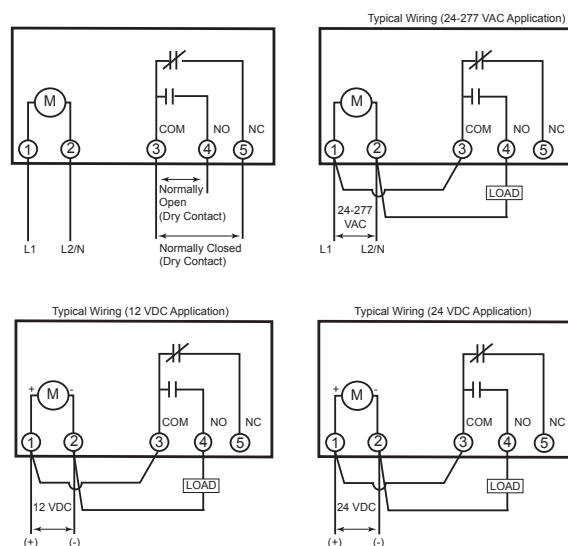 M
COM NO NC
1 2 3 4 5
Normally
Open
(Dry Contact)
L1 L2/N
Normally Closed
(Dry Contact)
Typical Wiring (24-277 VAC Application)
M
COM NO NC
1 2 3 4 5
LOAD
24-277
VAC
L1 L2/N
Typical Wiring (12 VDC Application)
+ M -
COM NO NC
1 2 3 4 5
LOAD
12 VDC
(+) (-)
Typical Wiring (24 VDC Application)
+ M -
COM NO NC
1 2 3 4 5
LOAD
24 VDC
(+) (-)